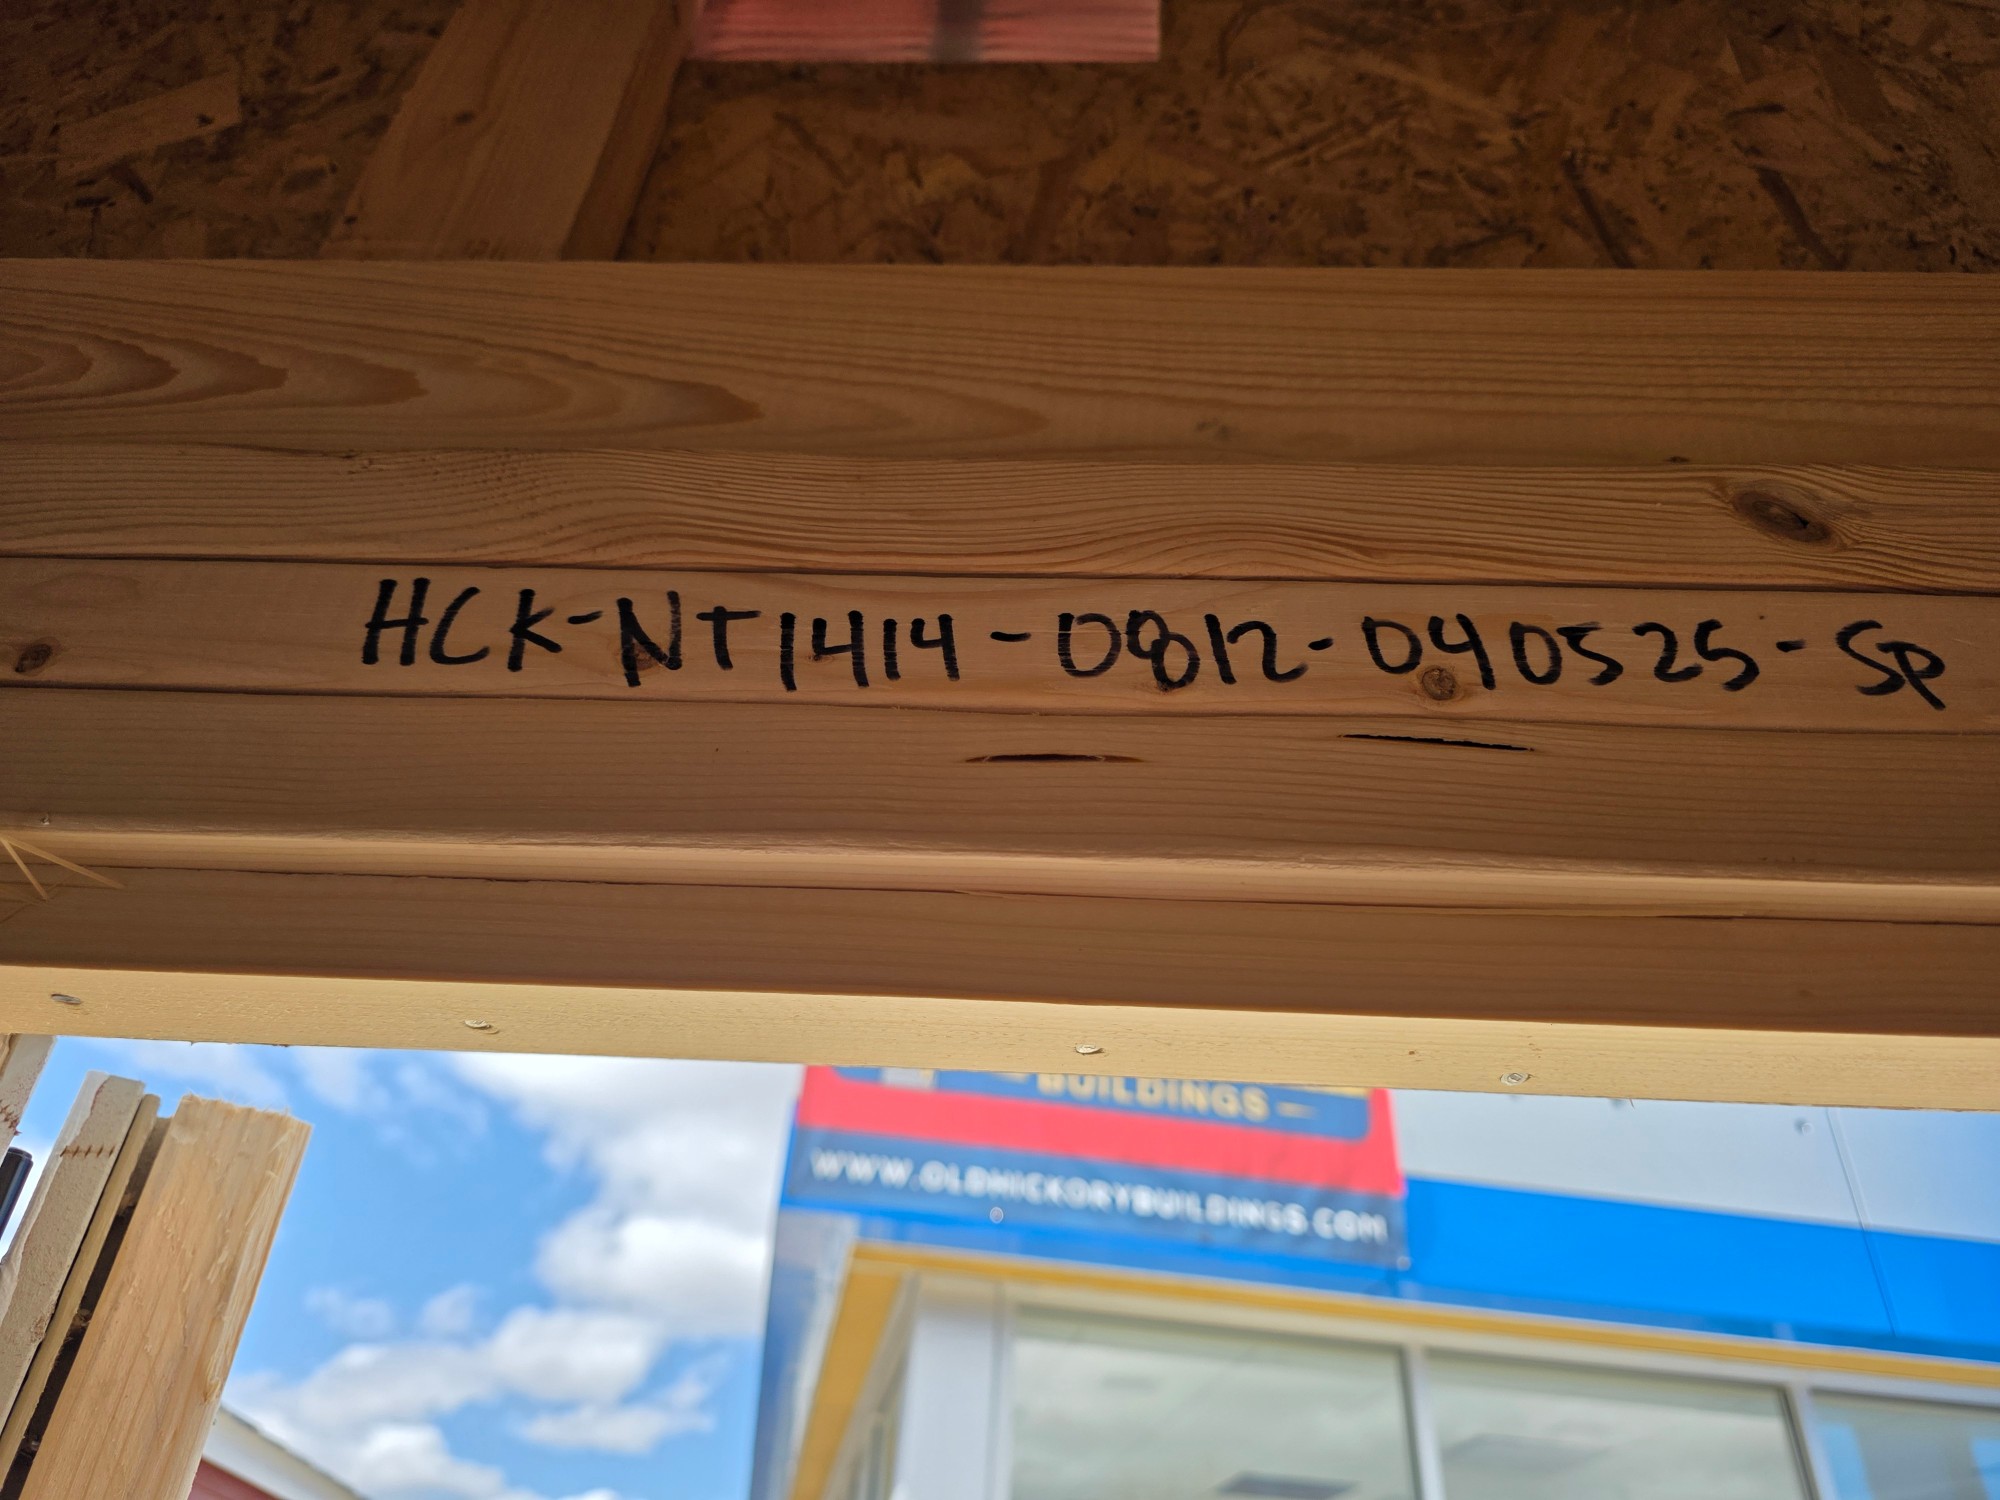 HCK-NT1414-0812-040525-SP
BUILDINGS
WWW.OLDHICKORYBUILDINGS.COM